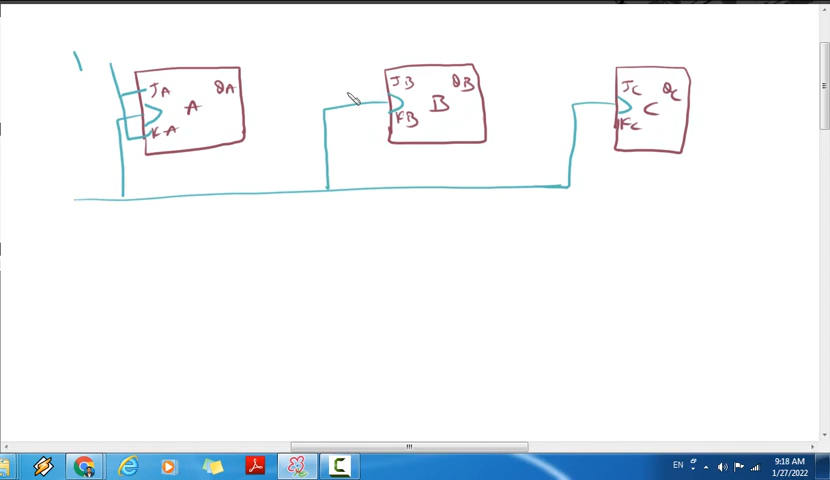 JA QA
A
KA
JB QB
B
KB
JC QC
C
KC
EN
9:18 AM
1/27/2022